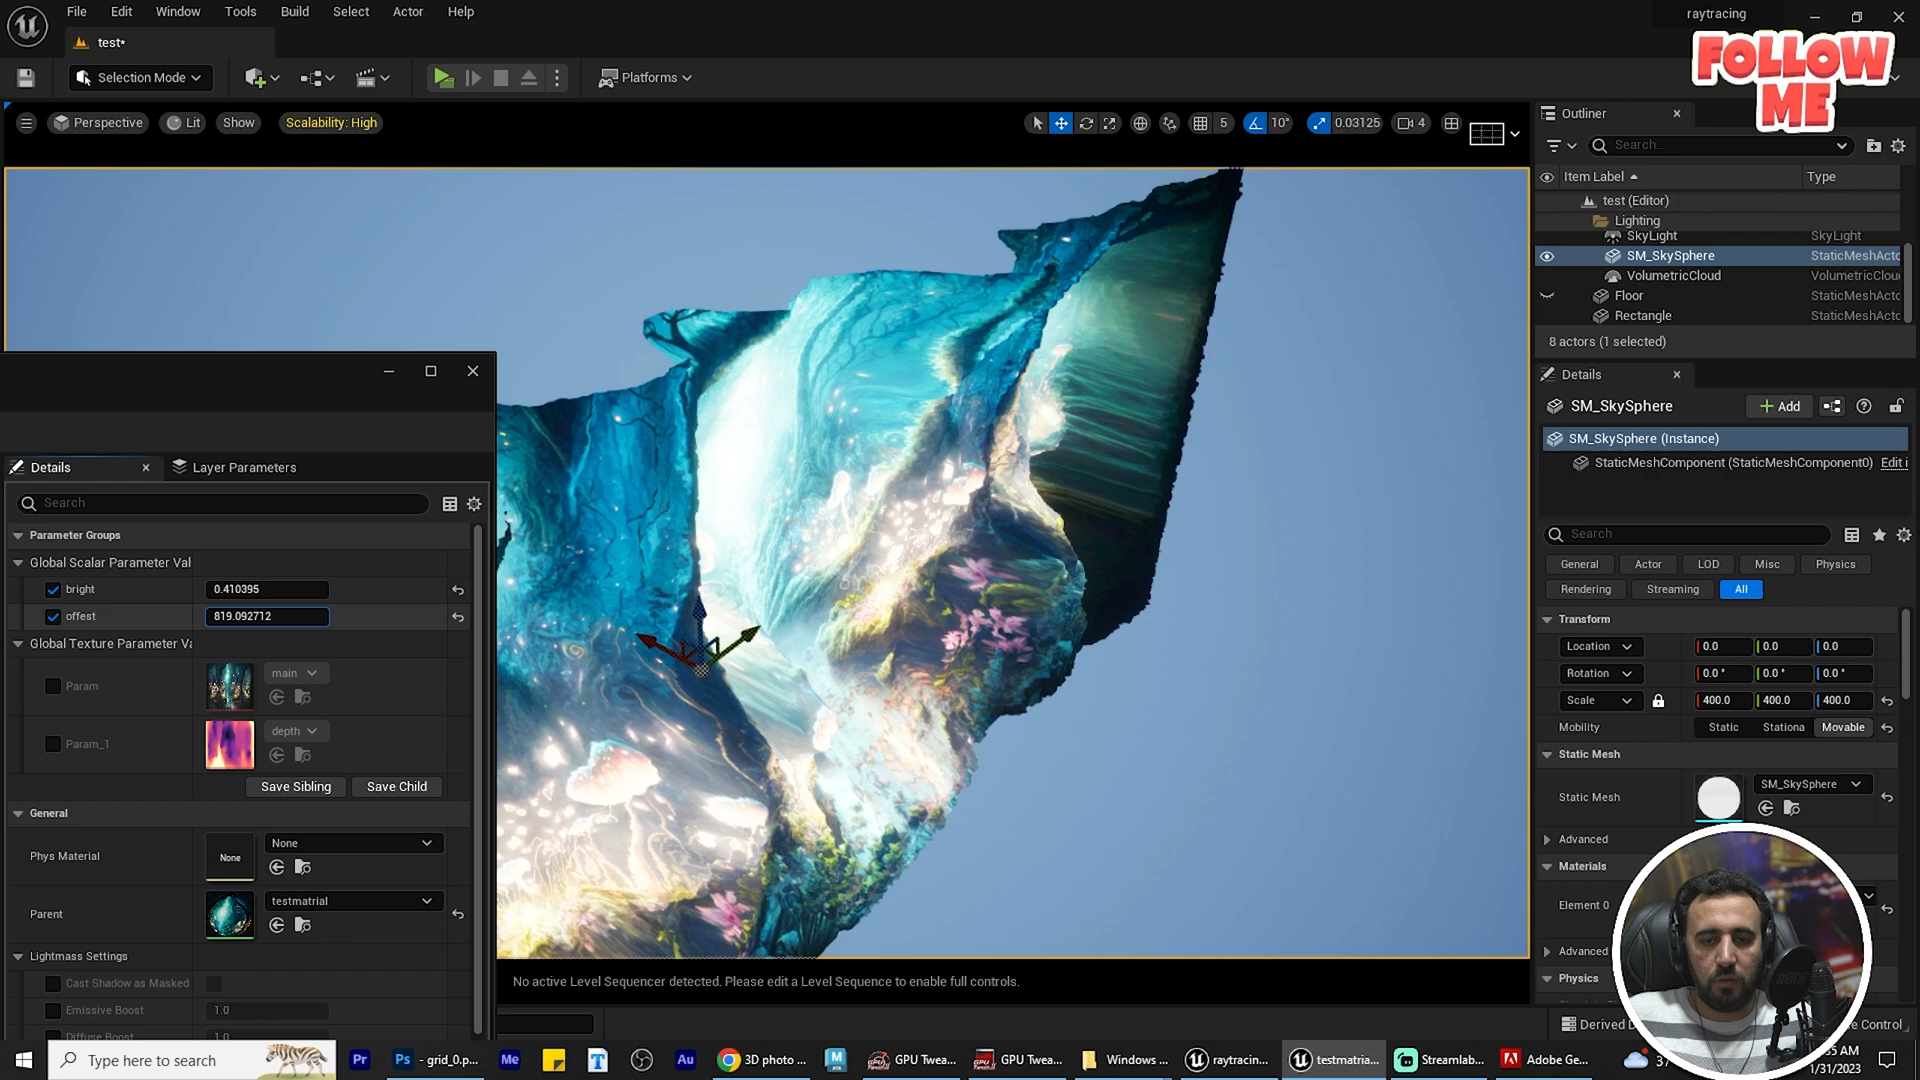 File Edit Window Tools Build Select Actor Help
raytracing
test•
FOLLOW
ME
Selection Mode
Platforms
Perspective Lit Show Scalability: High
5 10° 0.03125 4
Outliner
Search...
Item Label Type
test (Editor)
Lighting
SkyLight SkyLight
SM_SkySphere StaticMeshActo
VolumetricCloud VolumetricClou
Floor StaticMeshActo
Rectangle StaticMeshActo
8 actors (1 selected)
Details
SM_SkySphere
Add
SM_SkySphere (Instance)
StaticMeshComponent (StaticMeshComponent0) Edit i
Search
General Actor LOD Misc Physics
Rendering Streaming All
Transform
Location 0.0 0.0 0.0
Rotation 0.0 ° 0.0 ° 0.0 °
Scale 400.0 400.0 400.0
Mobility Static Stationa Movable
Static Mesh
Static Mesh SM_SkySphere
Advanced
Materials
Element 0
Advanced
Physics
Details Layer Parameters
Search
Parameter Groups
Global Scalar Parameter Val
bright 0.410395
offest 819.092712
Global Texture Parameter Va
Param main
Param_1 depth
Save Sibling Save Child
General
Phys Material None None
Parent testmatrial
Lightmass Settings
Cast Shadow as Masked
Emissive Boost 1.0
Diffuse Boost 1.0
No active Level Sequencer detected. Please edit a Level Sequence to enable full controls.
Derived D
Control
Type here to search
Pr Ps - grid_0.p... Me T Au 3D photo ... GPU Twea... GPU Twea... Windows ... raytracin... testmatria... Streamlab... Adobe Ge...
AM
1/31/2023